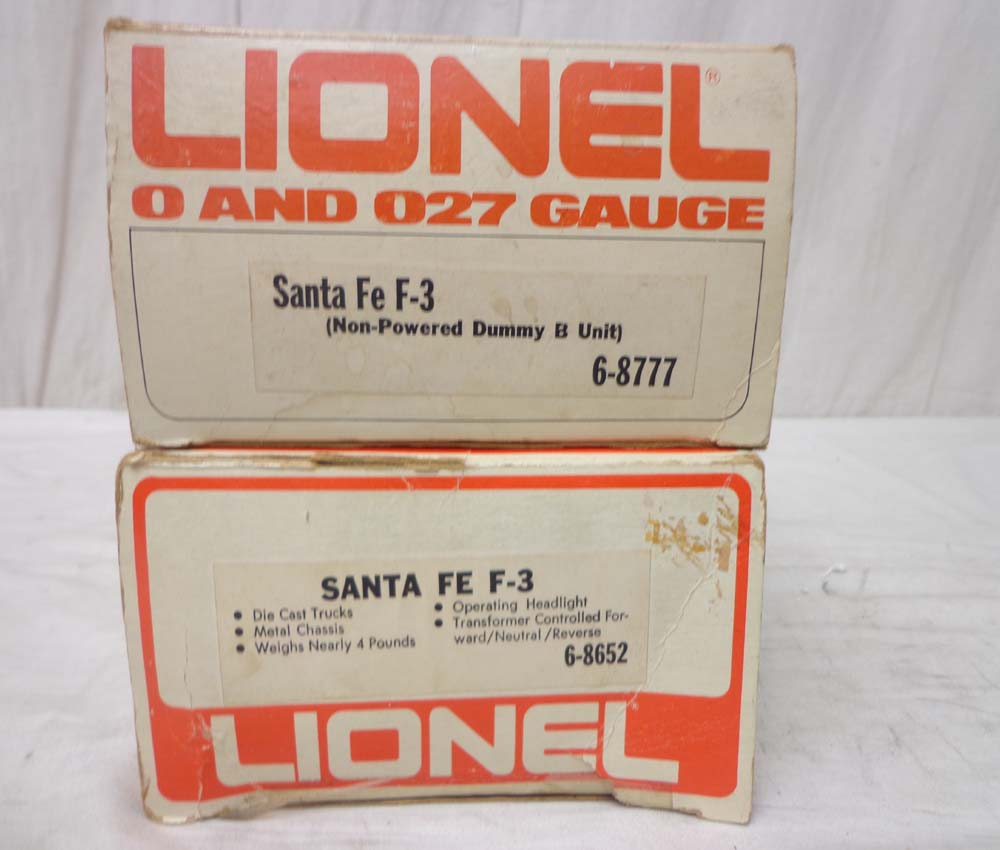 LIONEL®
O AND O27 GAUGE
Santa Fe F-3
(Non-Powered Dummy B Unit)
6-8777
SANTA FE F-3
• Die Cast Trucks
• Metal Chassis
• Weighs Nearly 4 Pounds
• Operating Headlight
• Transformer Controlled For-
ward/Neutral/Reverse
6-8652
LIONEL